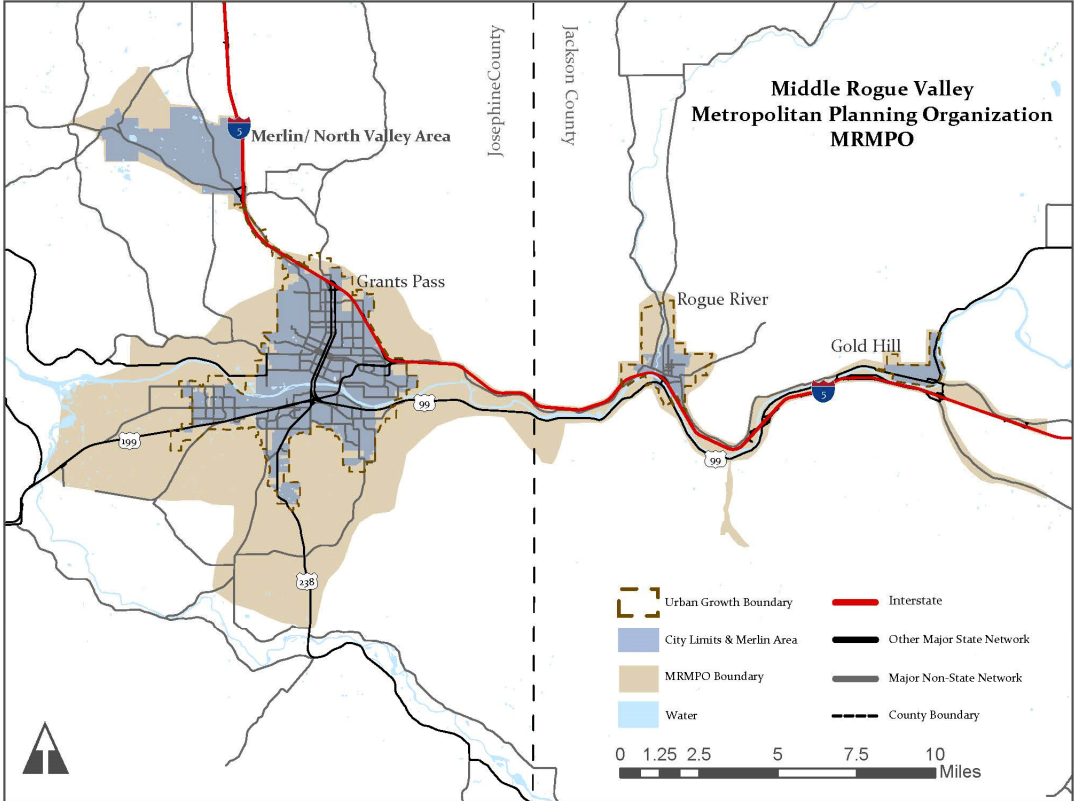 Middle Rogue Valley
Metropolitan Planning Organization
MRMPO
JosephineCounty
Jackson County
5
Merlin/ North Valley Area
Grants Pass
Rogue River
Gold Hill
5
99
199
99
238
Urban Growth Boundary
City Limits & Merlin Area
MRMPO Boundary
Water
Interstate
Other Major State Network
Major Non-State Network
County Boundary
0 1.25 2.5 5 7.5 10
Miles